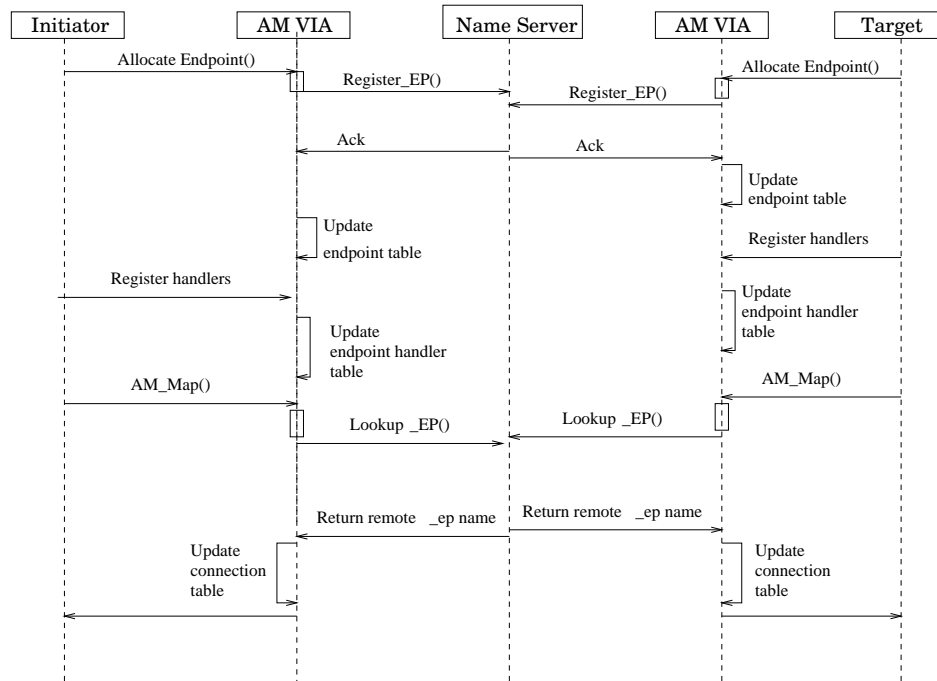 Initiator
AM VIA
Name Server
AM VIA
Target
Allocate Endpoint()
Allocate Endpoint()
Register_EP()
Register_EP()
Ack
Ack
Update
endpoint table
Update
endpoint table
Register handlers
Register handlers
Update
endpoint handler
table
Update
endpoint handler
table
AM_Map()
AM_Map()
Lookup _EP()
Lookup _EP()
Return remote _ep name
Return remote _ep name
Update
connection
table
Update
connection
table